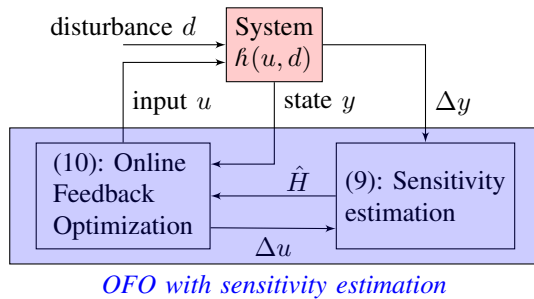 disturbance d
System
ℏ(u, d)
input u
state y
Δy
(10): Online
Feedback
Optimization
Ĥ
(9): Sensitivity
estimation
Δu
OFO with sensitivity estimation